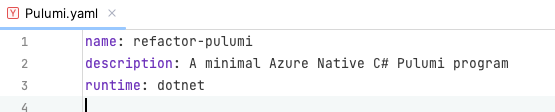 Pulumi.yaml
1 name: refactor-pulumi
2 description: A minimal Azure Native C# Pulumi program
3 runtime: dotnet
4